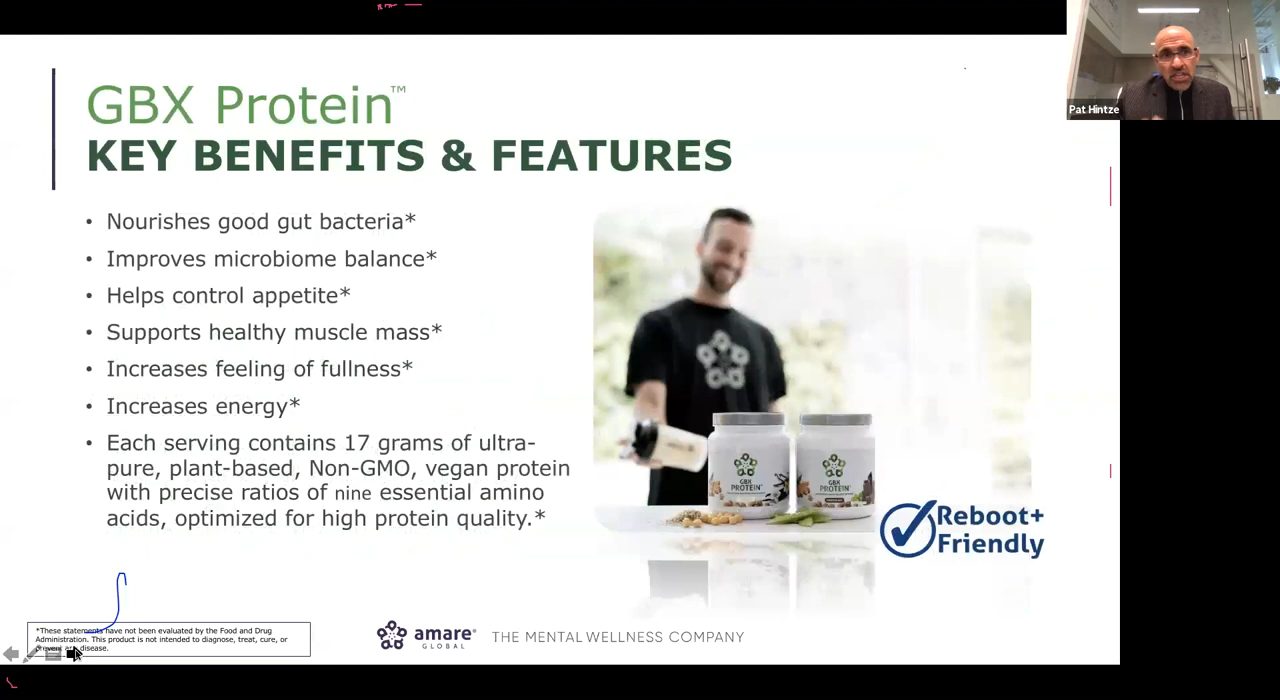 GBX Protein™
KEY BENEFITS & FEATURES
Pat Hintze
• Nourishes good gut bacteria*
• Improves microbiome balance*
• Helps control appetite*
• Supports healthy muscle mass*
• Increases feeling of fullness*
• Increases energy*
• Each serving contains 17 grams of ultra-
pure, plant-based, Non-GMO, vegan protein
with precise ratios of nine essential amino
acids, optimized for high protein quality.*
GBX
PROTEIN
GBX
PROTEIN
Reboot+
Friendly
*These statements have not been evaluated by the Food and Drug
Administration. This product is not intended to diagnose, treat, cure, or
prevent any disease.
amare®
GLOBAL
THE MENTAL WELLNESS COMPANY